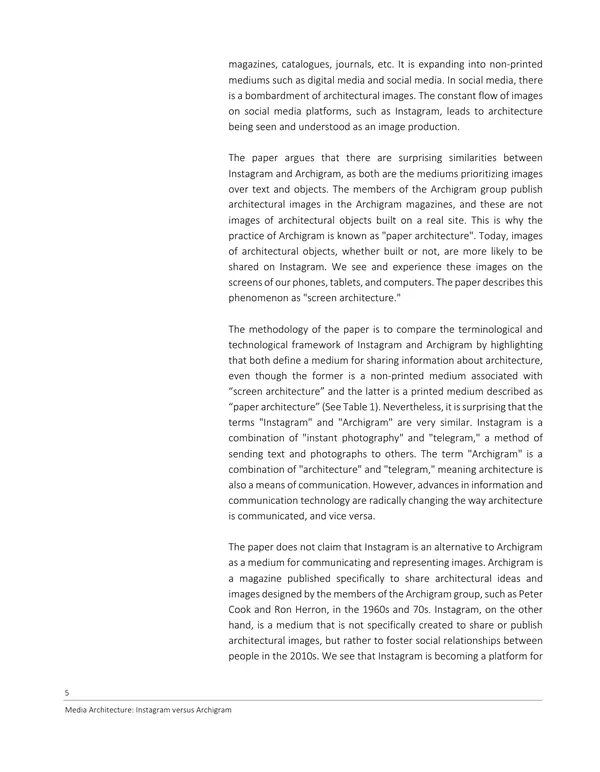 magazines, catalogues, journals, etc. It is expanding into non-printed
mediums such as digital media and social media. In social media, there
is a bombardment of architectural images. The constant flow of images
on social media platforms, such as Instagram, leads to architecture
being seen and understood as an image production.
The paper argues that there are surprising similarities between
Instagram and Archigram, as both are the mediums prioritizing images
over text and objects. The members of the Archigram group publish
architectural images in the Archigram magazines, and these are not
images of architectural objects built on a real site. This is why the
practice of Archigram is known as "paper architecture". Today, images
of architectural objects, whether built or not, are more likely to be
shared on Instagram. We see and experience these images on the
screens of our phones, tablets, and computers. The paper describes this
phenomenon as "screen architecture."
The methodology of the paper is to compare the terminological and
technological framework of Instagram and Archigram by highlighting
that both define a medium for sharing information about architecture,
even though the former is a non-printed medium associated with
“screen architecture” and the latter is a printed medium described as
“paper architecture” (See Table 1). Nevertheless, it is surprising that the
terms "Instagram" and "Archigram" are very similar. Instagram is a
combination of "instant photography" and "telegram," a method of
sending text and photographs to others. The term "Archigram" is a
combination of "architecture" and "telegram," meaning architecture is
also a means of communication. However, advances in information and
communication technology are radically changing the way architecture
is communicated, and vice versa.
The paper does not claim that Instagram is an alternative to Archigram
as a medium for communicating and representing images. Archigram is
a magazine published specifically to share architectural ideas and
images designed by the members of the Archigram group, such as Peter
Cook and Ron Herron, in the 1960s and 70s. Instagram, on the other
hand, is a medium that is not specifically created to share or publish
architectural images, but rather to foster social relationships between
people in the 2010s. We see that Instagram is becoming a platform for
5
Media Architecture: Instagram versus Archigram